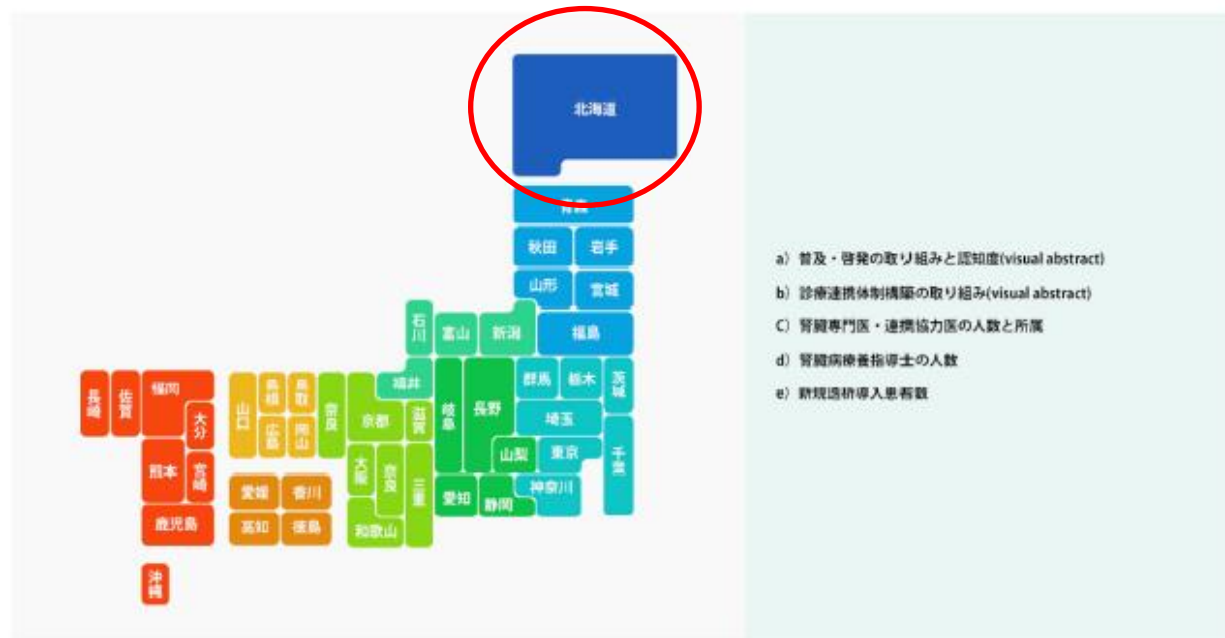 北海道
青森
秋田
岩手
山形
宮城
石川
富山
新潟
福島
福井
群馬
栃木
茨城
長崎
佐賀
福岡
大分
山口
島根
鳥取
広島
岡山
奈良
京都
滋賀
岐阜
長野
埼玉
山梨
東京
千葉
熊本
宮崎
大阪
奈良
三重
愛知
静岡
神奈川
愛媛
香川
鹿児島
高知
徳島
和歌山
沖縄
a）普及・啓発の取り組みと認知度(visual abstract)
b）診療連携体制構築の取り組み(visual abstract)
C）腎臓専門医・連携協力医の人数と所属
d）腎臓病療養指導士の人数
e）新規透析導入患者数